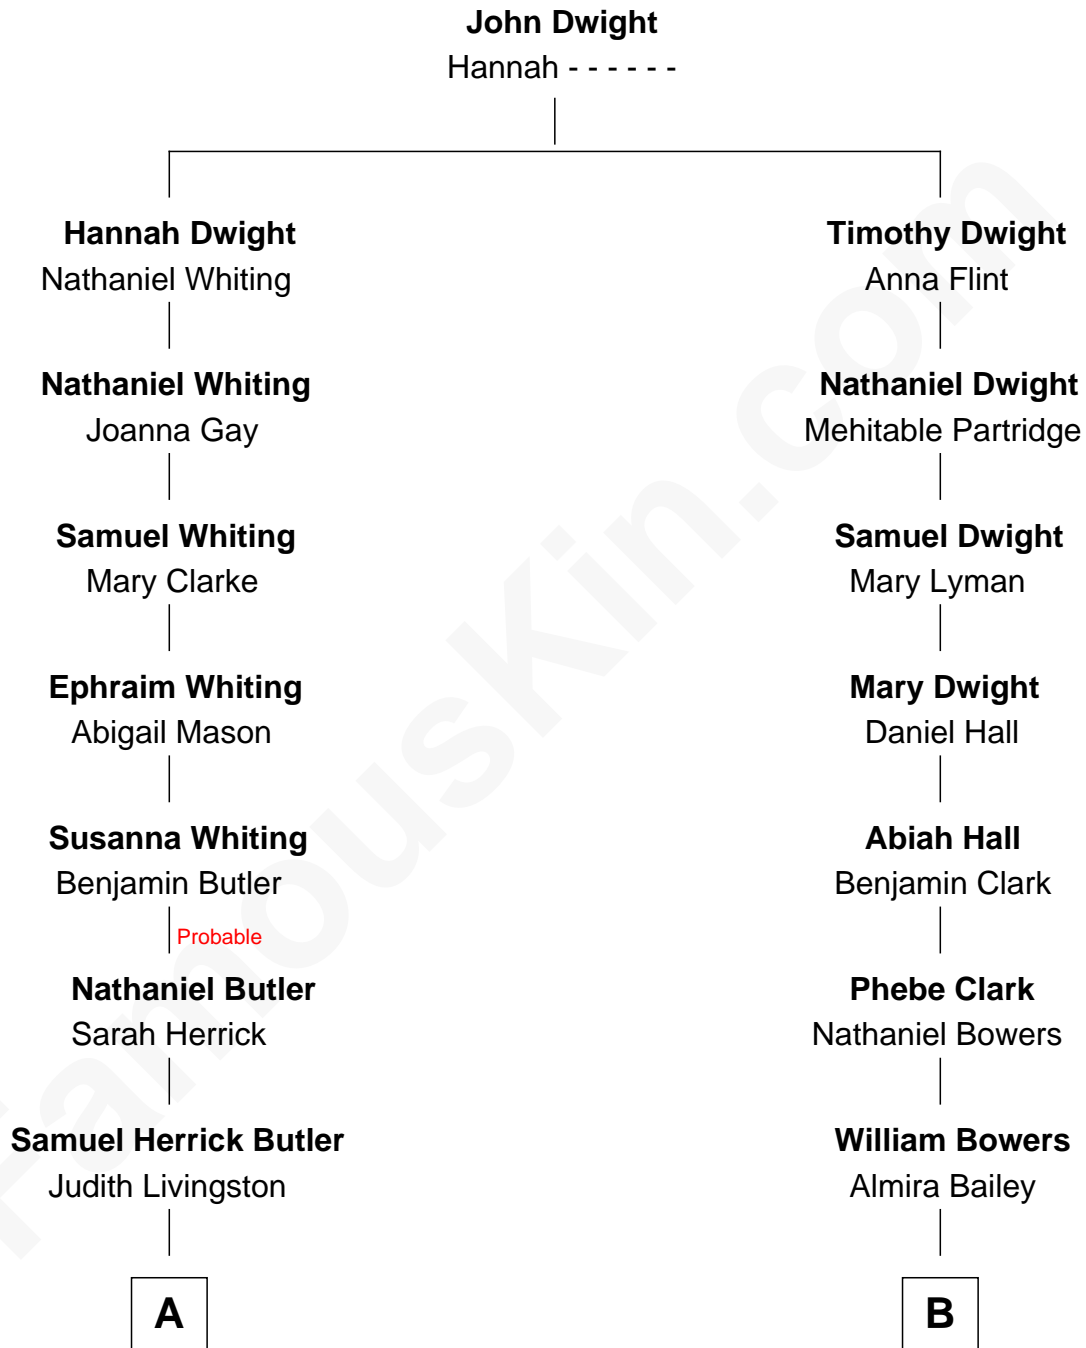 John Dwight
Hannah - - - - - -
Hannah Dwight
Nathaniel Whiting
Timothy Dwight
Anna Flint
Nathaniel Whiting
Joanna Gay
Nathaniel Dwight
Mehitable Partridge
Samuel Whiting
Mary Clarke
Samuel Dwight
Mary Lyman
Ephraim Whiting
Abigail Mason
Mary Dwight
Daniel Hall
Susanna Whiting
Benjamin Butler
Abiah Hall
Benjamin Clark
Probable
Nathaniel Butler
Sarah Herrick
Phebe Clark
Nathaniel Bowers
Samuel Herrick Butler
Judith Livingston
William Bowers
Almira Bailey
A
B
FamousKin.com